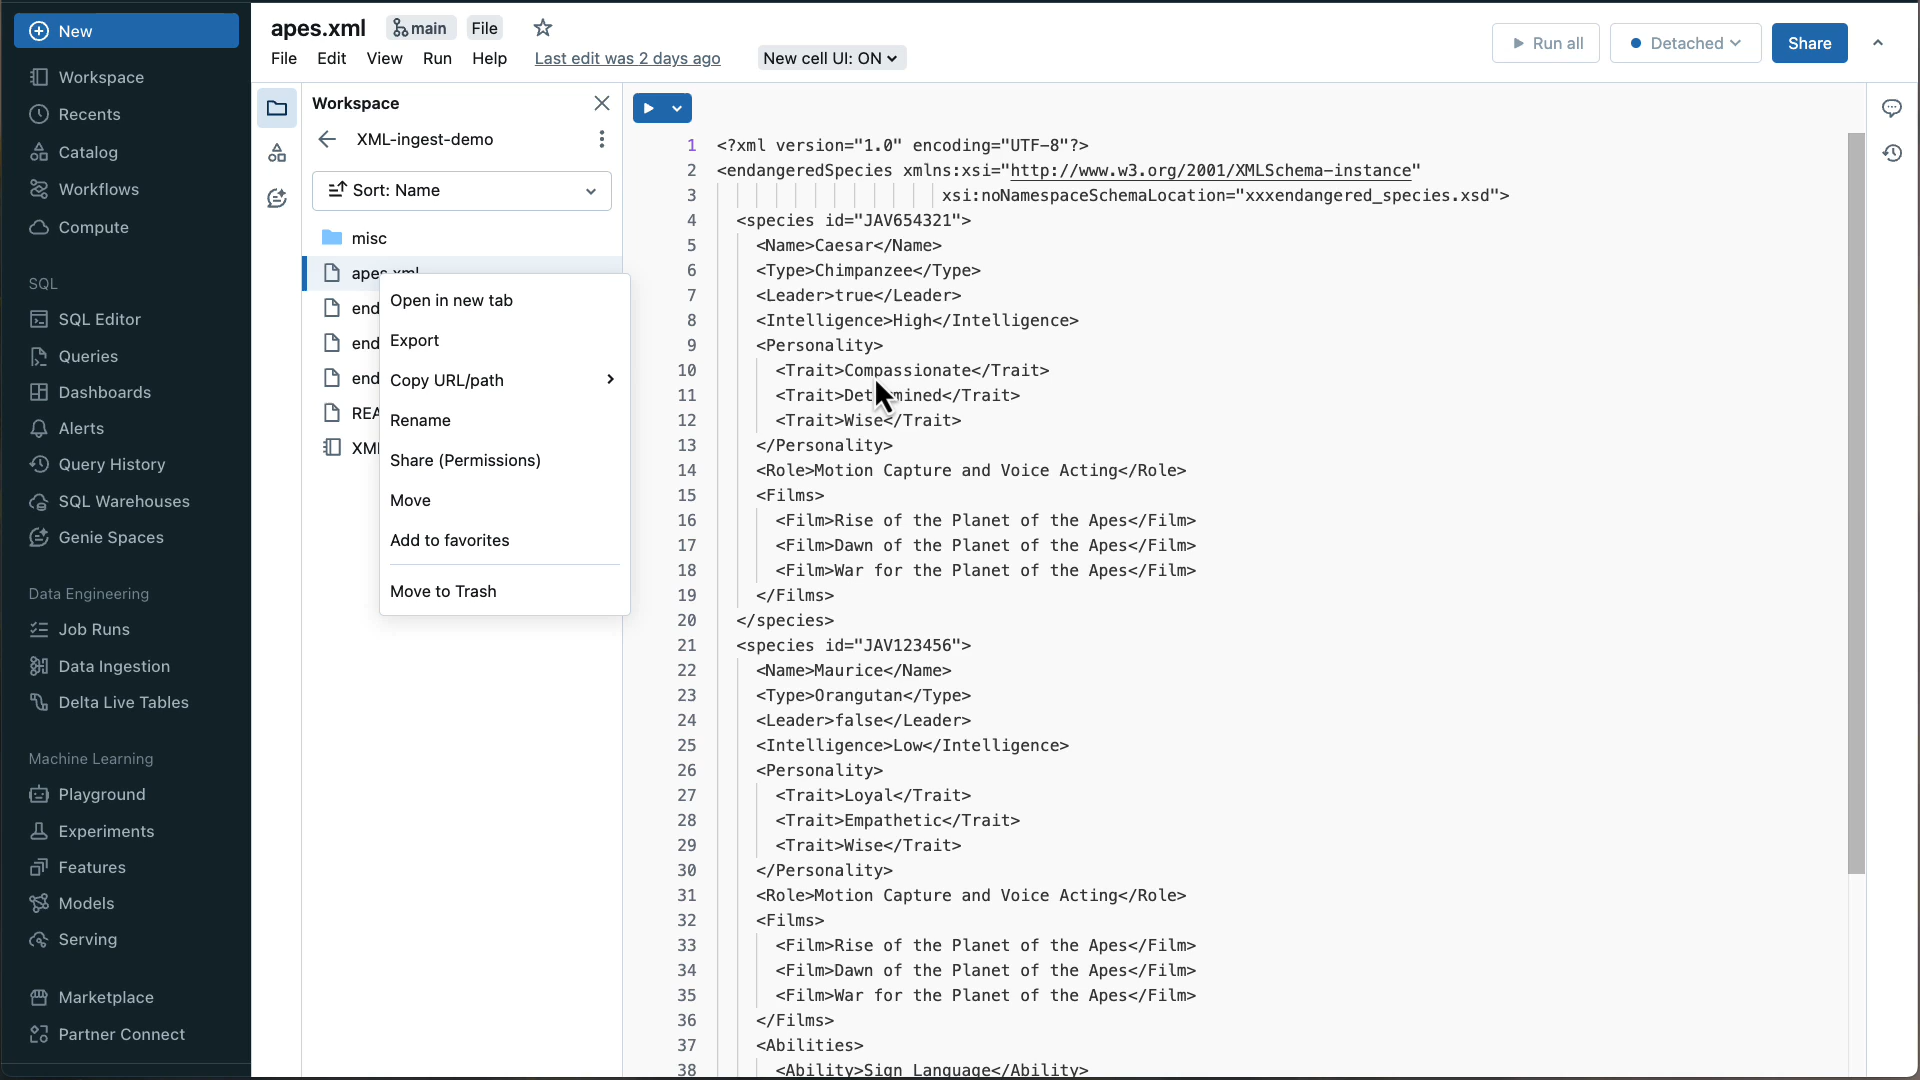 New
Workspace
Recents
Catalog
Workflows
Compute
SQL
SQL Editor
Queries
Dashboards
Alerts
Query History
SQL Warehouses
Genie Spaces
Data Engineering
Job Runs
Data Ingestion
Delta Live Tables
Machine Learning
Playground
Experiments
Features
Models
Serving
Marketplace
Partner Connect
apes.xml main File
File Edit View Run Help Last edit was 2 days ago New cell UI: ON
Run all Detached Share
Workspace
XML-ingest-demo
Sort: Name
misc
apes.xml
end
end
end
REA
XML
Open in new tab
Export
Copy URL/path
Rename
Share (Permissions)
Move
Add to favorites
Move to Trash
1 <?xml version="1.0" encoding="UTF-8"?>
2 <endangeredSpecies xmlns:xsi="http://www.w3.org/2001/XMLSchema-instance"
3 xsi:noNamespaceSchemaLocation="xxxendangered_species.xsd">
4 <species id="JAV654321">
5 <Name>Caesar</Name>
6 <Type>Chimpanzee</Type>
7 <Leader>true</Leader>
8 <Intelligence>High</Intelligence>
9 <Personality>
10 <Trait>Compassionate</Trait>
11 <Trait>Determined</Trait>
12 <Trait>Wise</Trait>
13 </Personality>
14 <Role>Motion Capture and Voice Acting</Role>
15 <Films>
16 <Film>Rise of the Planet of the Apes</Film>
17 <Film>Dawn of the Planet of the Apes</Film>
18 <Film>War for the Planet of the Apes</Film>
19 </Films>
20 </species>
21 <species id="JAV123456">
22 <Name>Maurice</Name>
23 <Type>Orangutan</Type>
24 <Leader>false</Leader>
25 <Intelligence>Low</Intelligence>
26 <Personality>
27 <Trait>Loyal</Trait>
28 <Trait>Empathetic</Trait>
29 <Trait>Wise</Trait>
30 </Personality>
31 <Role>Motion Capture and Voice Acting</Role>
32 <Films>
33 <Film>Rise of the Planet of the Apes</Film>
34 <Film>Dawn of the Planet of the Apes</Film>
35 <Film>War for the Planet of the Apes</Film>
36 </Films>
37 <Abilities>
38 <Ability>Sign Language</Ability>